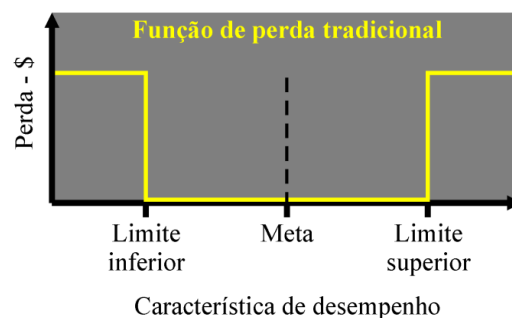 Função de perda tradicional
Perda - $
Limite
inferior
Meta
Limite
superior
Característica de desempenho